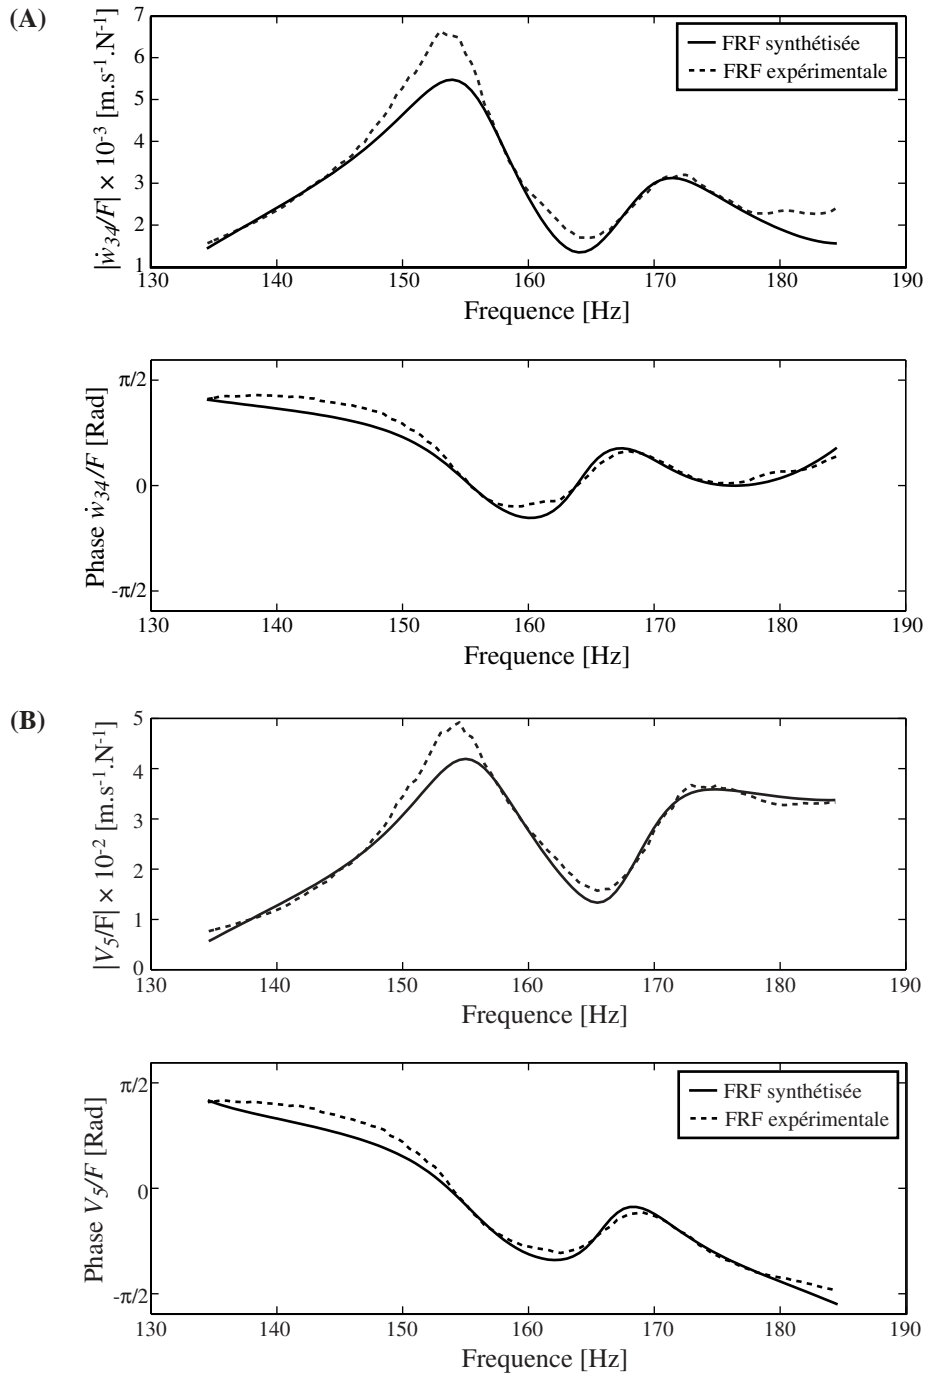 (A)
|ẇ34/F| × 10-3 [m.s-1.N-1]
7
6
5
4
3
2
1
FRF synthétisée
FRF expérimentale
130 140 150 160 170 180 190
Frequence [Hz]
Phase ẇ34/F [Rad]
π/2
0
-π/2
130 140 150 160 170 180 190
Frequence [Hz]
(B)
|V5/F| × 10-2 [m.s-1.N-1]
5
4
3
2
1
0
130 140 150 160 170 180 190
Frequence [Hz]
Phase V5/F [Rad]
π/2
0
-π/2
FRF synthétisée
FRF expérimentale
130 140 150 160 170 180 190
Frequence [Hz]